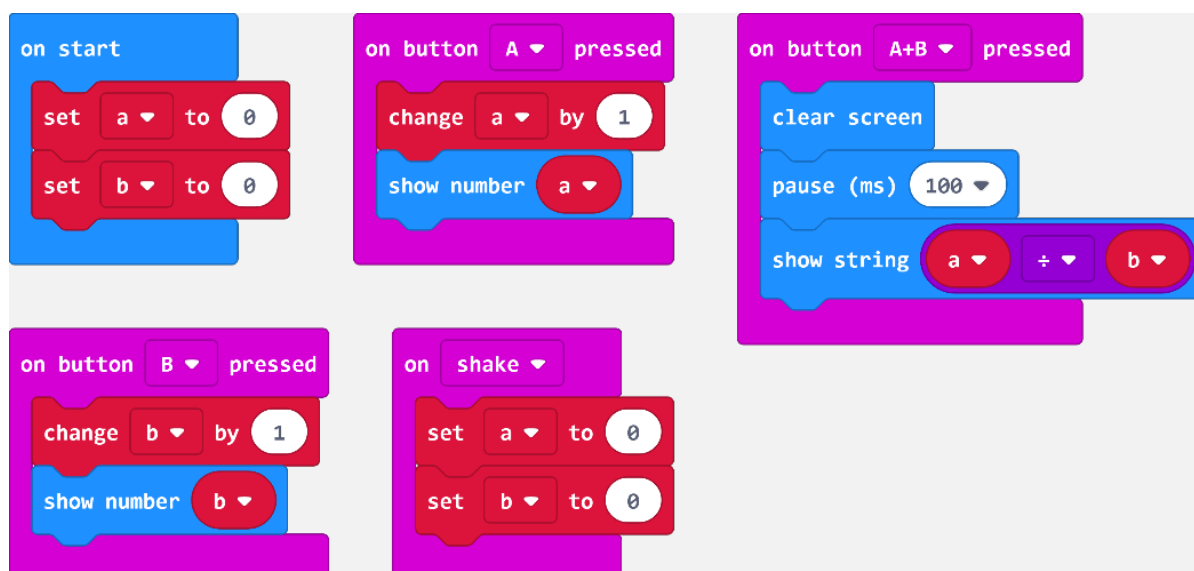 on start
set a to 0
set b to 0
on button A pressed
change a by 1
show number a
on button A+B pressed
clear screen
pause (ms) 100
show string a ÷ b
on button B pressed
change b by 1
show number b
on shake
set a to 0
set b to 0